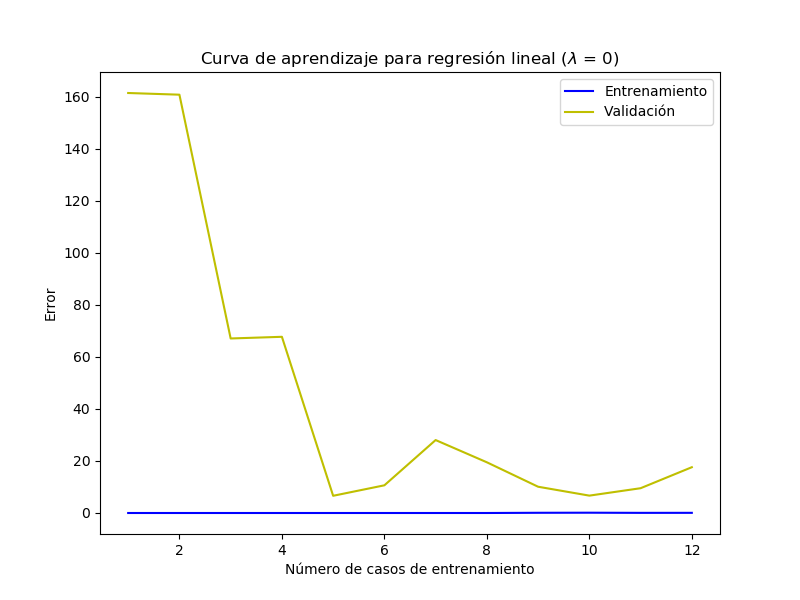 Curva de aprendizaje para regresión lineal (λ = 0)
Entrenamiento
Validación
160
140
120
100
80
60
40
20
0
Error
2 4 6 8 10 12
Número de casos de entrenamiento